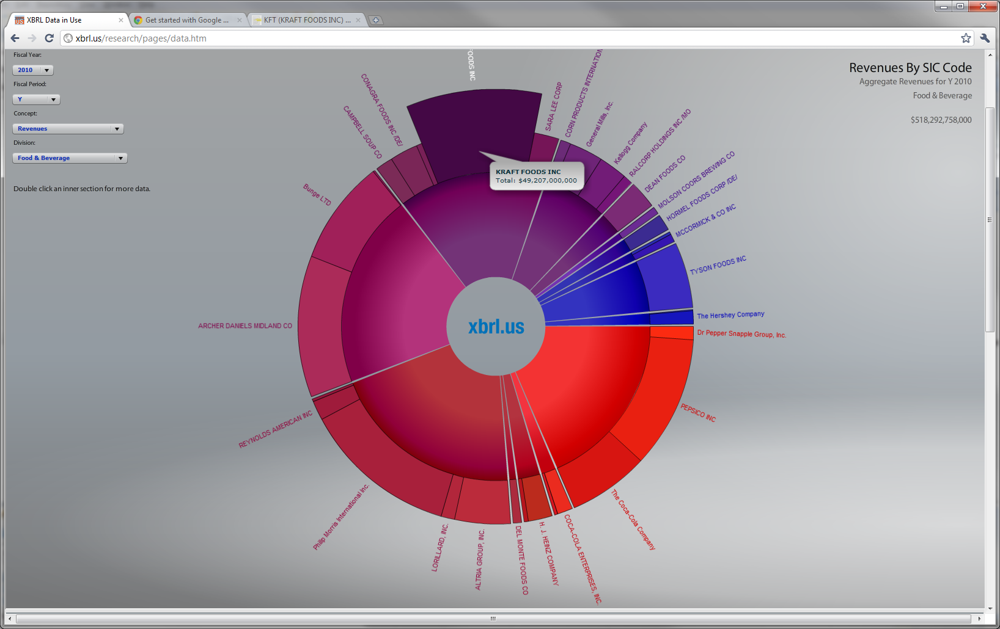 XBRL Data in Use
Get started with Google ...
KFT (KRAFT FOODS INC) ...
xbrl.us/research/pages/data.htm
Fiscal Year:
2010
Fiscal Period:
Y
Concept:
Revenues
Division:
Food & Beverage
Double click an inner section for more data.
Revenues By SIC Code
Aggregate Revenues for Y 2010
Food & Beverage
$518,292,758,000
FOODS INC
SARA LEE CORP
CORN PRODUCTS INTERNATION
General Mills, Inc.
Kellogg Company
RALCORP HOLDINGS INC /MO
DEAN FOODS CO
MOLSON COORS BREWING CO
HORMEL FOODS CORP /DE/
MCCORMICK & CO INC
TYSON FOODS INC
The Hershey Company
Dr Pepper Snapple Group, Inc.
PEPSICO INC
The Coca-Cola Company
COCA-COLA ENTERPRISES, INC.
H. J. HEINZ COMPANY
DEL MONTE FOODS CO
ALTRIA GROUP, INC.
LORILLARD, INC.
Philip Morris International Inc.
REYNOLDS AMERICAN INC
ARCHER DANIELS MIDLAND CO
Bunge LTD
CAMPBELL SOUP CO
CONAGRA FOODS INC /DE/
KRAFT FOODS INC
Total: $49,207,000,000
xbrl.us